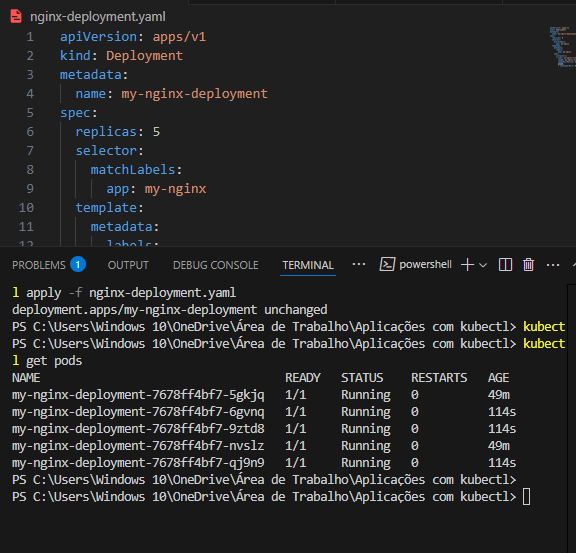 nginx-deployment.yaml
1 apiVersion: apps/v1
2 kind: Deployment
3 metadata:
4 name: my-nginx-deployment
5 spec:
6 replicas: 5
7 selector:
8 matchLabels:
9 app: my-nginx
10 template:
11 metadata:
12 labels:
PROBLEMS 1 OUTPUT DEBUG CONSOLE TERMINAL ... powershell
l apply -f nginx-deployment.yaml
deployment.apps/my-nginx-deployment unchanged
PS C:\Users\Windows 10\OneDrive\Área de Trabalho\Aplicações com kubectl> kubect
PS C:\Users\Windows 10\OneDrive\Área de Trabalho\Aplicações com kubectl> kubect
l get pods
NAME READY STATUS RESTARTS AGE
my-nginx-deployment-7678ff4bf7-5gkjq 1/1 Running 0 49m
my-nginx-deployment-7678ff4bf7-6gvnq 1/1 Running 0 114s
my-nginx-deployment-7678ff4bf7-9ztd8 1/1 Running 0 114s
my-nginx-deployment-7678ff4bf7-nvslz 1/1 Running 0 49m
my-nginx-deployment-7678ff4bf7-qj9n9 1/1 Running 0 114s
PS C:\Users\Windows 10\OneDrive\Área de Trabalho\Aplicações com kubectl>
PS C:\Users\Windows 10\OneDrive\Área de Trabalho\Aplicações com kubectl>